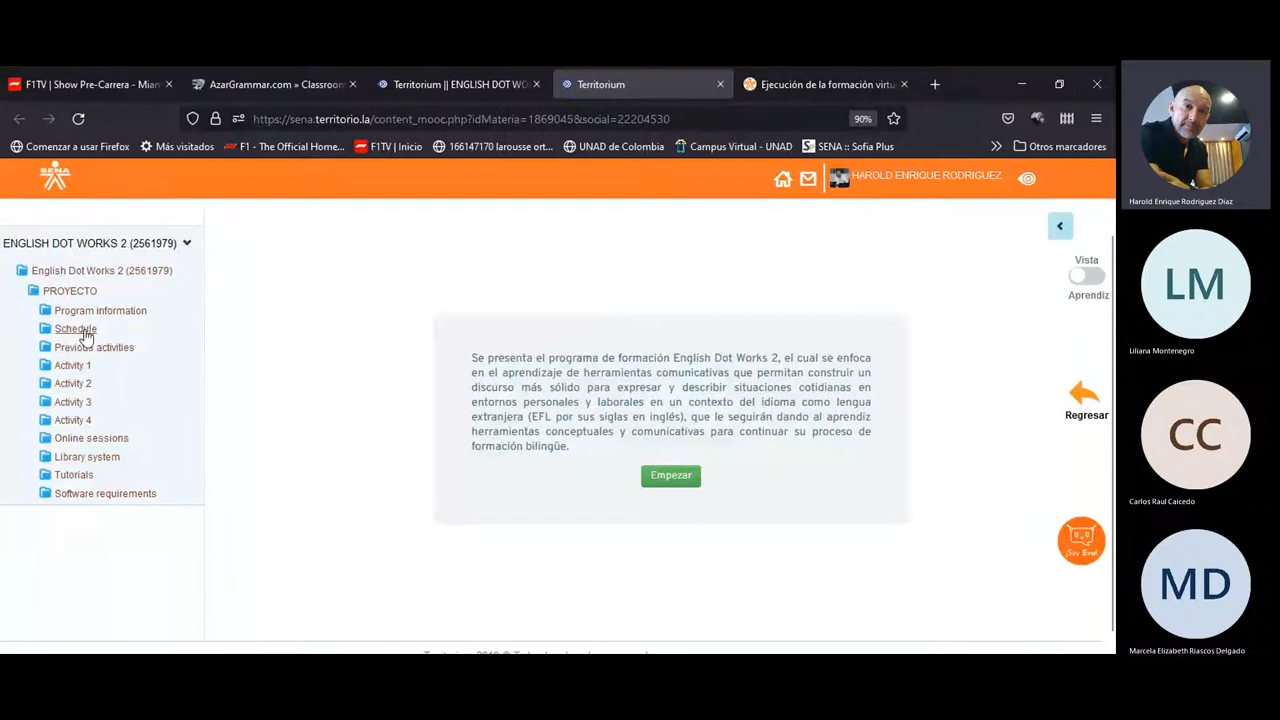 F1TV | Show Pre-Carrera - Mian
AzarGrammar.com » Classroom
Territorium || ENGLISH DOT WO
Territorium
Ejecución de la formación virtu
https://sena.territorio.la/content_mooc.php?idMateria=1869045&social=22204530
90%
Comenzar a usar Firefox
Más visitados
F1 - The Official Home...
F1TV | Inicio
166147170 larousse ort...
UNAD de Colombia
Campus Virtual - UNAD
SENA :: Sofia Plus
Otros marcadores
SENA
HAROLD ENRIQUE RODRIGUEZ
ENGLISH DOT WORKS 2 (2561979)
English Dot Works 2 (2561979)
PROYECTO
Program information
Schedule
Previous activities
Activity 1
Activity 2
Activity 3
Activity 4
Online sessions
Library system
Tutorials
Software requirements
Se presenta el programa de formación English Dot Works 2, el cual se enfoca
en el aprendizaje de herramientas comunicativas que permitan construir un
discurso más sólido para expresar y describir situaciones cotidianas en
entornos personales y laborales en un contexto del idioma como lengua
extranjera (EFL por sus siglas en inglés), que le seguirán dando al aprendiz
herramientas conceptuales y comunicativas para continuar su proceso de
formación bilingüe.
Empezar
Vista
Aprendiz
Regresar
¡Soy Eva!
Harold Enrique Rodriguez Diaz
LM
Liliana Montenegro
CC
Carlos Raul Caicedo
MD
Marcela Elizabeth Riascos Delgado